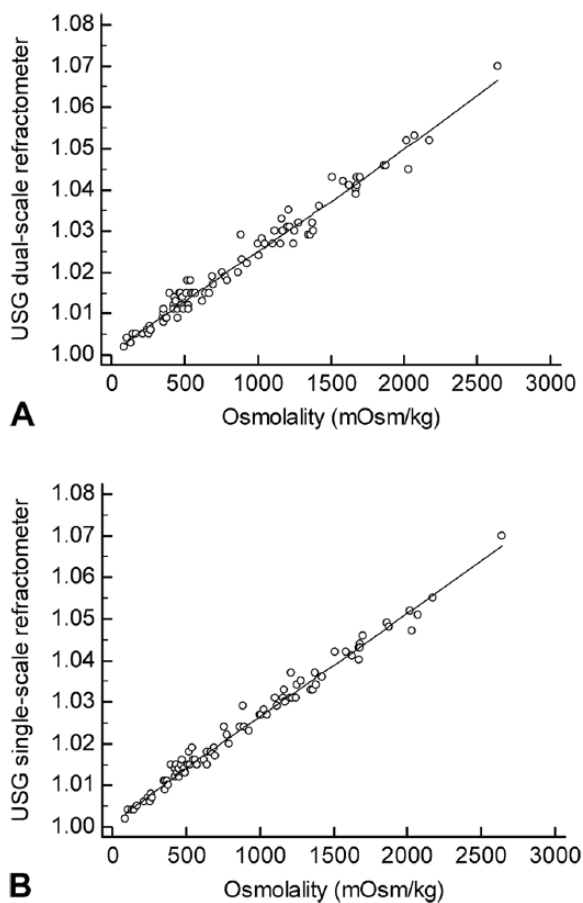 1.08
1.07
1.06
1.05
1.04
1.03
1.02
1.01
1.00
USG dual-scale refractometer
500 1000 1500 2000 2500 3000
Osmolality (mOsm/kg)
A
1.08
1.07
1.06
1.05
1.04
1.03
1.02
1.01
1.00
USG single-scale refractometer
0 500 1000 1500 2000 2500 3000
Osmolality (mOsm/kg)
B